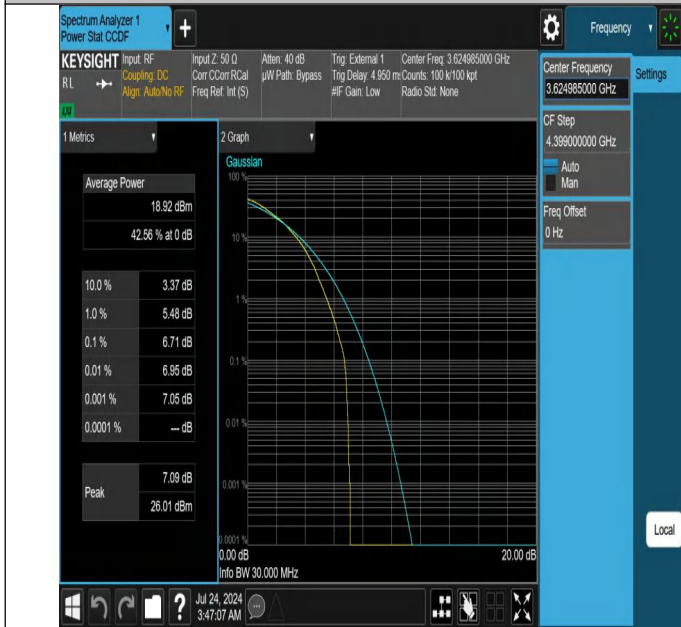 Spectrum Analyzer 1
Power Stat CCDF
+
Frequency
KEYSIGHT
RL
LXI
Input: RF
Coupling: DC
Align: Auto/No RF
Input Z: 50 Ω
Corr CCorr RCal
Freq Ref: Int (S)
Atten: 40 dB
µW Path: Bypass
Trig: External 1
Trig Delay: 4.950 m
#IF Gain: Low
Center Freq: 3.624985000 GHz
Counts: 100 k/100 kpt
Radio Std: None
Center Frequency
3.624985000 GHz
Settings
CF Step
4.399000000 GHz
Auto
Man
Freq Offset
0 Hz
1 Metrics
Average Power
18.92 dBm
42.56 % at 0 dB
10.0 % 3.37 dB
1.0 % 5.48 dB
0.1 % 6.71 dB
0.01 % 6.95 dB
0.001 % 7.05 dB
0.0001 % --- dB
Peak
7.09 dB
26.01 dBm
2 Graph
Gaussian
100 %
10 %
1 %
0.1 %
0.01 %
0.001 %
0.0001 %
0.00 dB
20.00 dB
Info BW 30.000 MHz
Local
?
Jul 24, 2024
3:47:07 AM